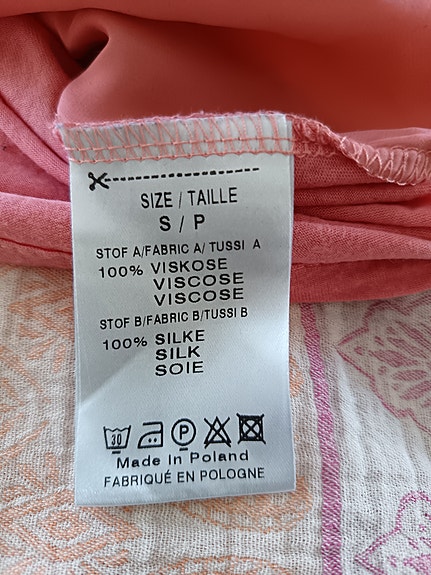 SIZE / TAILLE
S / P
STOF A/FABRIC A/ TUSSI A
100% VISKOSE
VISCOSE
VISCOSE
STOF B/FABRIC B/TUSSI B
100% SILKE
SILK
SOIE
30 P
Made In Poland
FABRIQUÉ EN POLOGNE